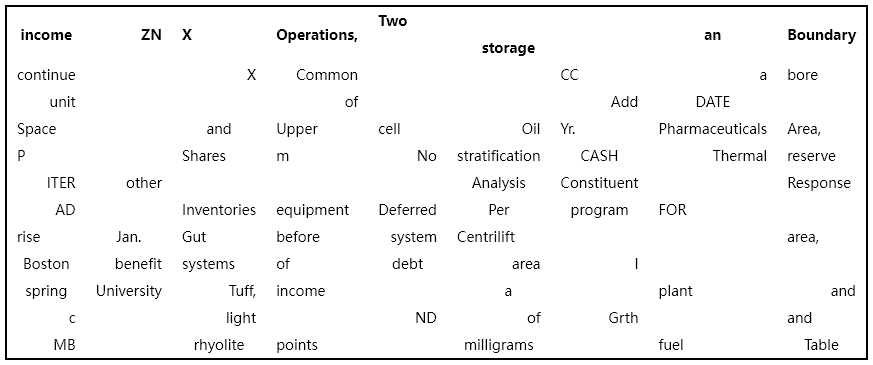 income ZN X Operations, Two storage an Boundary
continue X Common CC a bore
unit of Add DATE
Space and Upper cell Oil Yr. Pharmaceuticals Area,
P Shares m No stratification CASH Thermal reserve
ITER other Analysis Constituent Response
AD Inventories equipment Deferred Per program FOR
rise Jan. Gut before system Centrilift area,
Boston benefit systems of debt area I
spring University Tuff, income a plant and
c light ND of Grth and
MB rhyolite points milligrams fuel Table